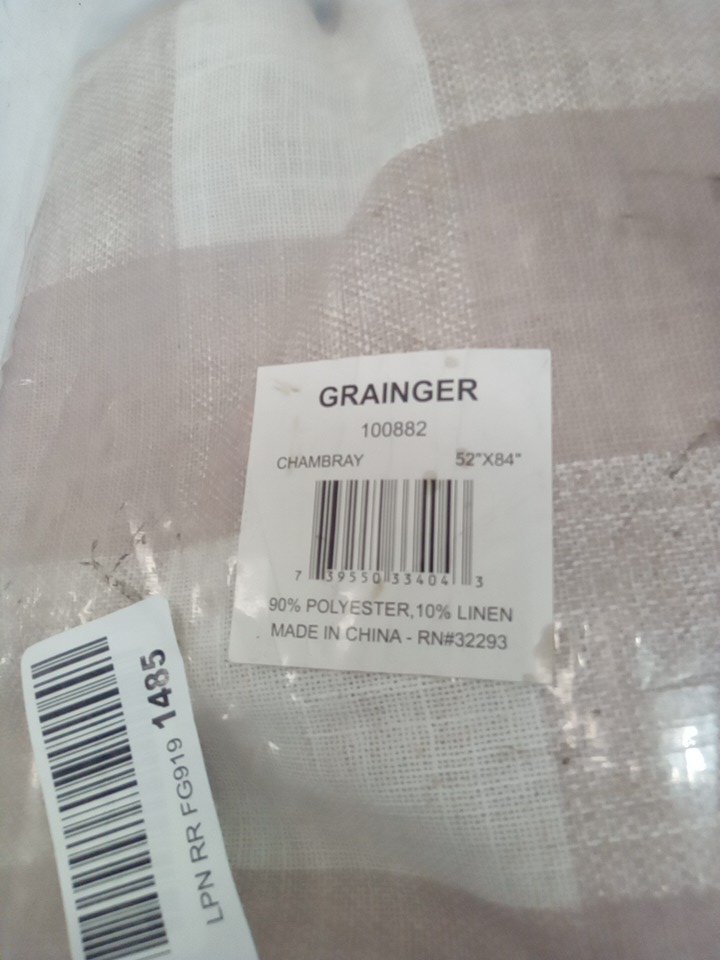 GRAINGER
100882
CHAMBRAY 52"X84"
7 39550 33404 3
90% POLYESTER,10% LINEN
MADE IN CHINA - RN#32293
LPN RR FG919 1485